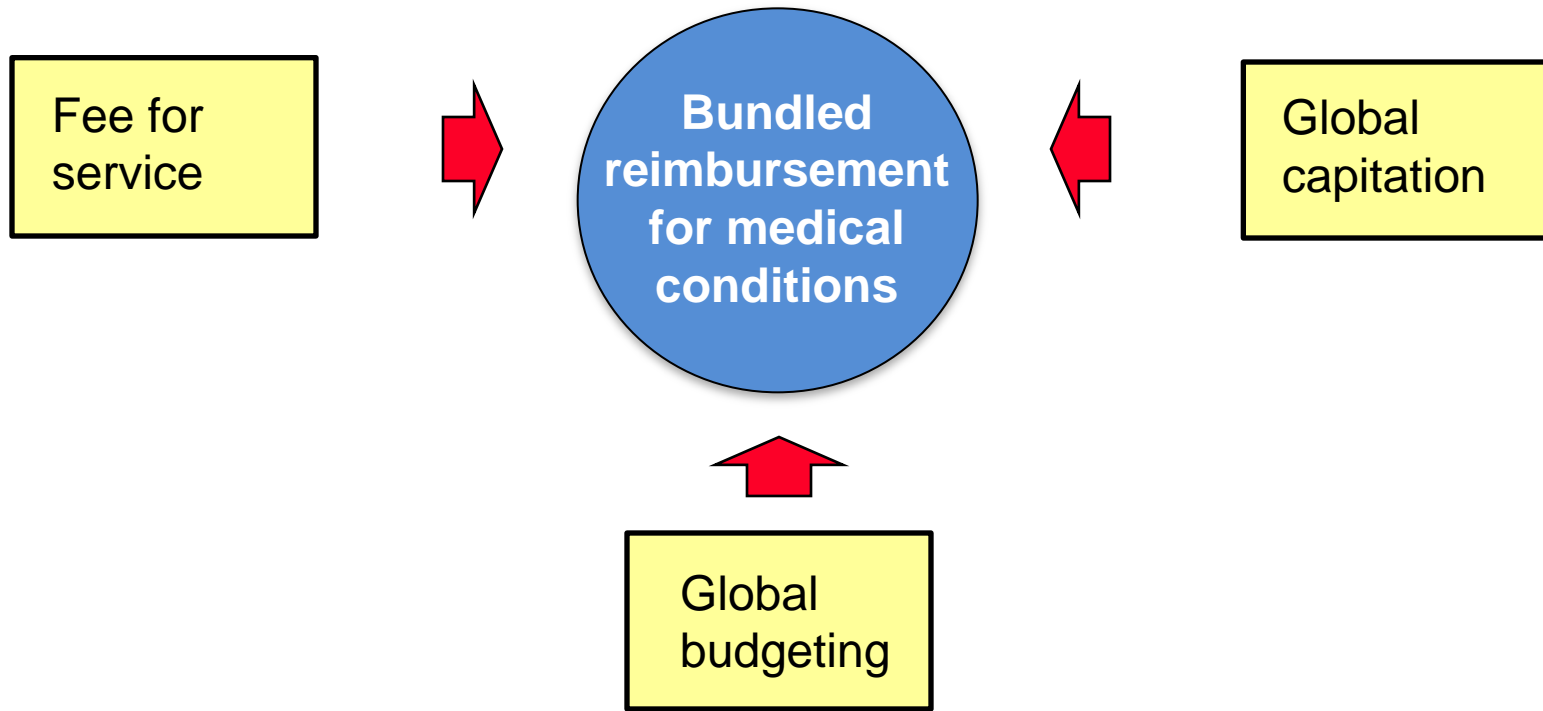 Fee for
service
Bundled
reimbursement
for medical
conditions
Global
capitation
Global
budgeting